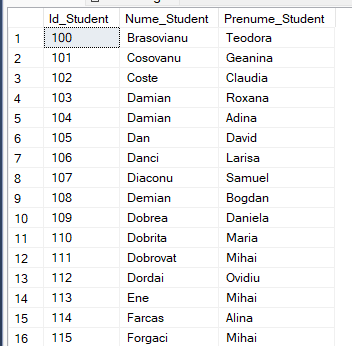 Id_Student Nume_Student Prenume_Student
1 100 Brasovianu Teodora
2 101 Cosovanu Geanina
3 102 Coste Claudia
4 103 Damian Roxana
5 104 Damian Adina
6 105 Dan David
7 106 Danci Larisa
8 107 Diaconu Samuel
9 108 Demian Bogdan
10 109 Dobrea Daniela
11 110 Dobrita Maria
12 111 Dobrovat Mihai
13 112 Dordai Ovidiu
14 113 Ene Mihai
15 114 Farcas Alina
16 115 Forgaci Mihai